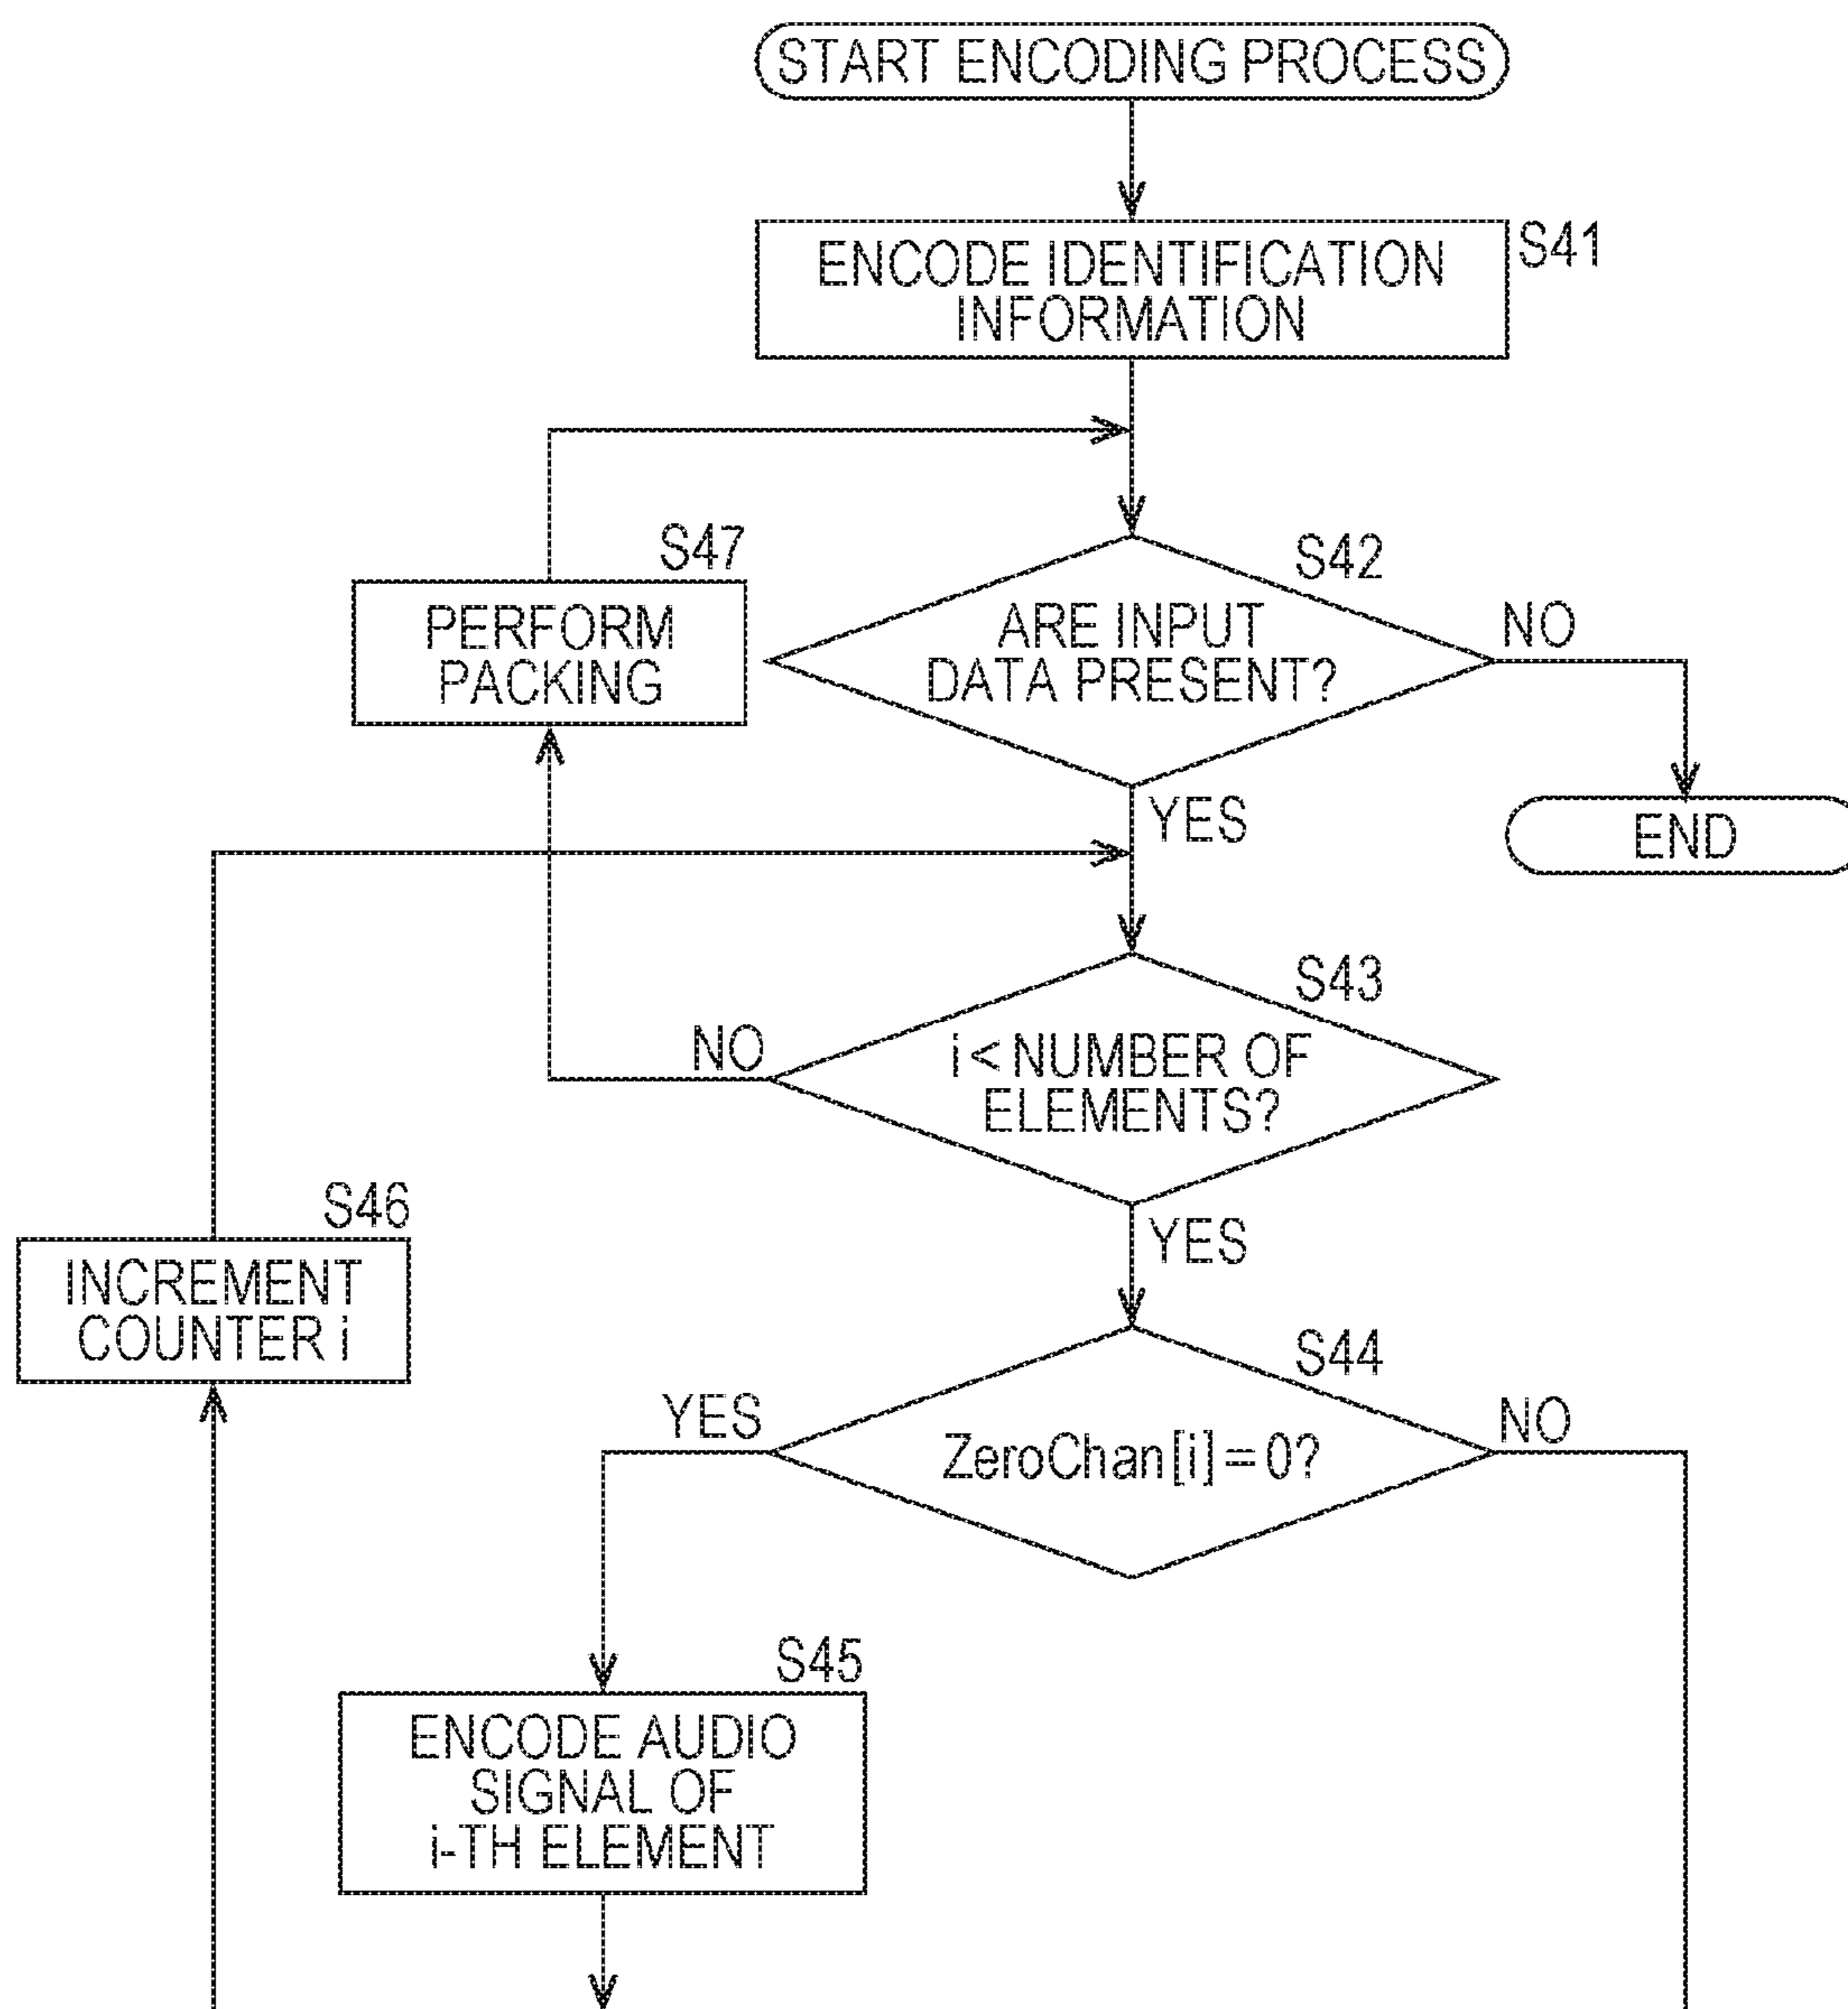 START ENCODING PROCESS
ENCODE IDENTIFICATION
INFORMATION
S41
S47
PERFORM
PACKING
S42
ARE INPUT
DATA PRESENT?
NO
YES
END
S43
i < NUMBER OF
ELEMENTS?
NO
YES
S46
INCREMENT
COUNTER i
S44
ZeroChan[i] = 0?
YES
NO
S45
ENCODE AUDIO
SIGNAL OF
i-TH ELEMENT